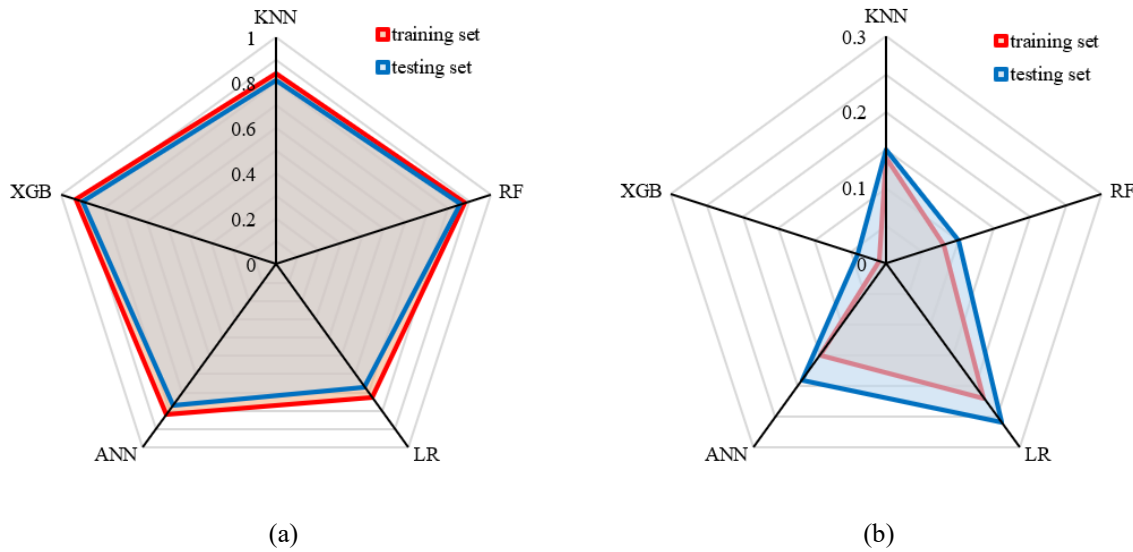 KNN
1
training set
testing set
0.8
0.6
XGB
RF
0.4
0.2
0
ANN
LR
(a)
KNN
0.3
training set
testing set
0.2
XGB
RF
0.1
0
ANN
LR
(b)